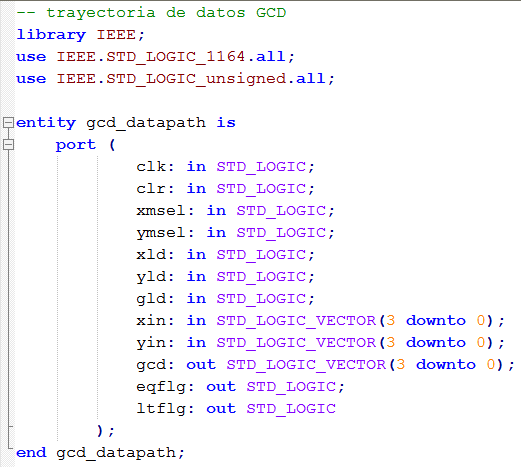 -- trayectoria de datos GCD
library IEEE;
use IEEE.STD_LOGIC_1164.all;
use IEEE.STD_LOGIC_unsigned.all;
entity gcd_datapath is
port (
clk: in STD_LOGIC;
clr: in STD_LOGIC;
xmsel: in STD_LOGIC;
ymsel: in STD_LOGIC;
xld: in STD_LOGIC;
yld: in STD_LOGIC;
gld: in STD_LOGIC;
xin: in STD_LOGIC_VECTOR(3 downto 0);
yin: in STD_LOGIC_VECTOR(3 downto 0);
gcd: out STD_LOGIC_VECTOR(3 downto 0);
eqflg: out STD_LOGIC;
ltflg: out STD_LOGIC
);
end gcd_datapath;